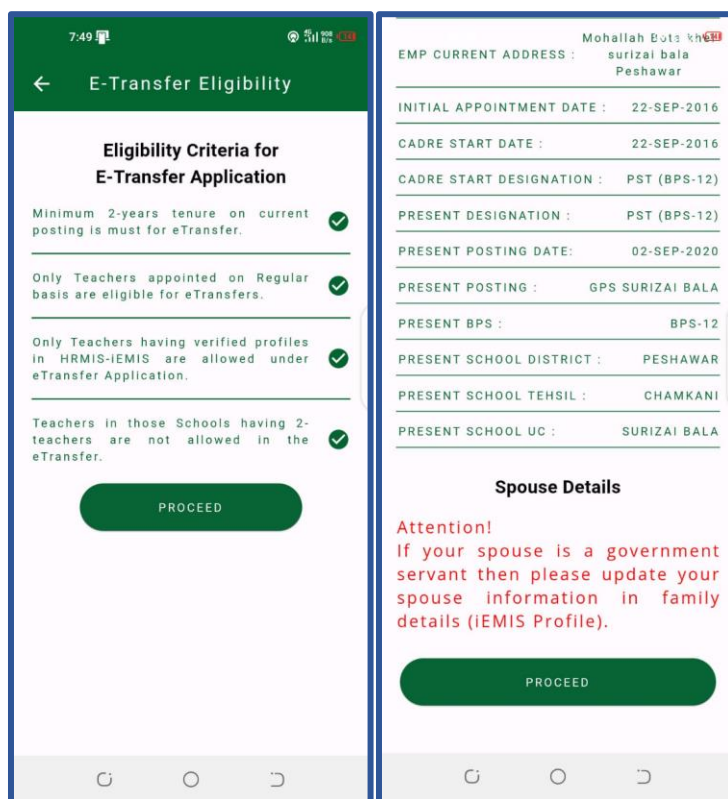 7:49
E-Transfer Eligibility
Eligibility Criteria for
E-Transfer Application
Minimum 2-years tenure on current
posting is must for eTransfer.
Only Teachers appointed on Regular
basis are eligible for eTransfers.
Only Teachers having verified profiles
in HRMIS-iEMIS are allowed under
eTransfer Application.
Teachers in those Schools having 2-
teachers are not allowed in the
eTransfer.
PROCEED
Mohallah Bota khel
EMP CURRENT ADDRESS : surizai bala
Peshawar
INITIAL APPOINTMENT DATE : 22-SEP-2016
CADRE START DATE : 22-SEP-2016
CADRE START DESIGNATION : PST (BPS-12)
PRESENT DESIGNATION : PST (BPS-12)
PRESENT POSTING DATE: 02-SEP-2020
PRESENT POSTING : GPS SURIZAI BALA
PRESENT BPS : BPS-12
PRESENT SCHOOL DISTRICT : PESHAWAR
PRESENT SCHOOL TEHSIL : CHAMKANI
PRESENT SCHOOL UC : SURIZAI BALA
Spouse Details
Attention!
If your spouse is a government
servant then please update your
spouse information in family
details (iEMIS Profile).
PROCEED